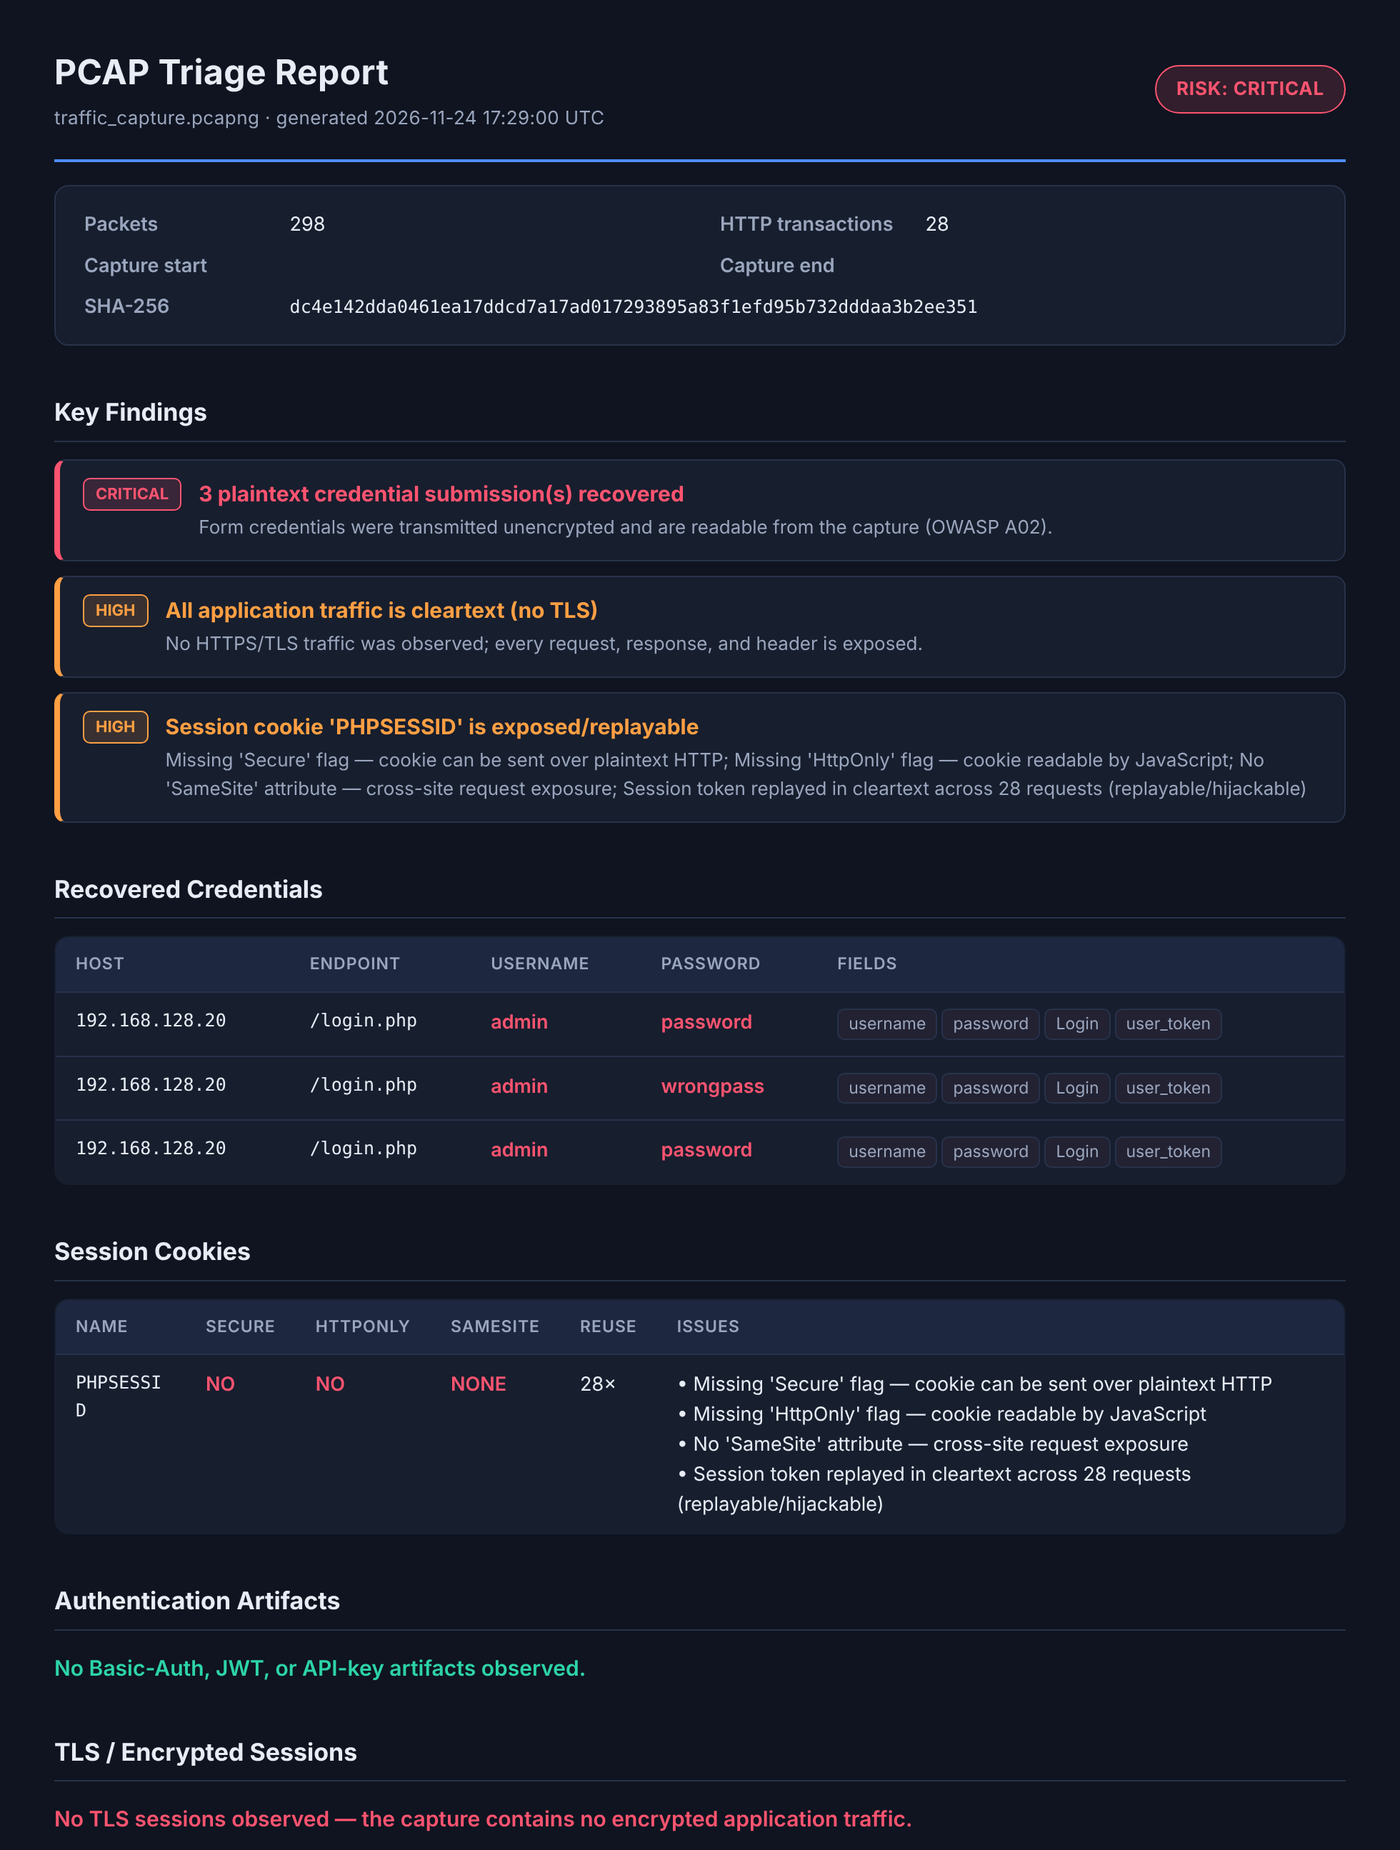 PCAP Triage Report
RISK: CRITICAL
traffic_capture.pcapng · generated 2026-11-24 17:29:00 UTC
Packets 298 HTTP transactions 28
Capture start Capture end
SHA-256 dc4e142dda0461ea17ddcd7a17ad017293895a83f1efd95b732dddaa3b2ee351
Key Findings
CRITICAL 3 plaintext credential submission(s) recovered
Form credentials were transmitted unencrypted and are readable from the capture (OWASP A02).
HIGH All application traffic is cleartext (no TLS)
No HTTPS/TLS traffic was observed; every request, response, and header is exposed.
HIGH Session cookie 'PHPSESSID' is exposed/replayable
Missing 'Secure' flag — cookie can be sent over plaintext HTTP; Missing 'HttpOnly' flag — cookie readable by JavaScript; No
'SameSite' attribute — cross-site request exposure; Session token replayed in cleartext across 28 requests (replayable/hijackable)
Recovered Credentials
HOST ENDPOINT USERNAME PASSWORD FIELDS
192.168.128.20 /login.php admin password username password Login user_token
192.168.128.20 /login.php admin wrongpass username password Login user_token
192.168.128.20 /login.php admin password username password Login user_token
Session Cookies
NAME SECURE HTTPONLY SAMESITE REUSE ISSUES
PHPSESSI NO NO NONE 28× • Missing 'Secure' flag — cookie can be sent over plaintext HTTP
D • Missing 'HttpOnly' flag — cookie readable by JavaScript
• No 'SameSite' attribute — cross-site request exposure
• Session token replayed in cleartext across 28 requests
(replayable/hijackable)
Authentication Artifacts
No Basic-Auth, JWT, or API-key artifacts observed.
TLS / Encrypted Sessions
No TLS sessions observed — the capture contains no encrypted application traffic.